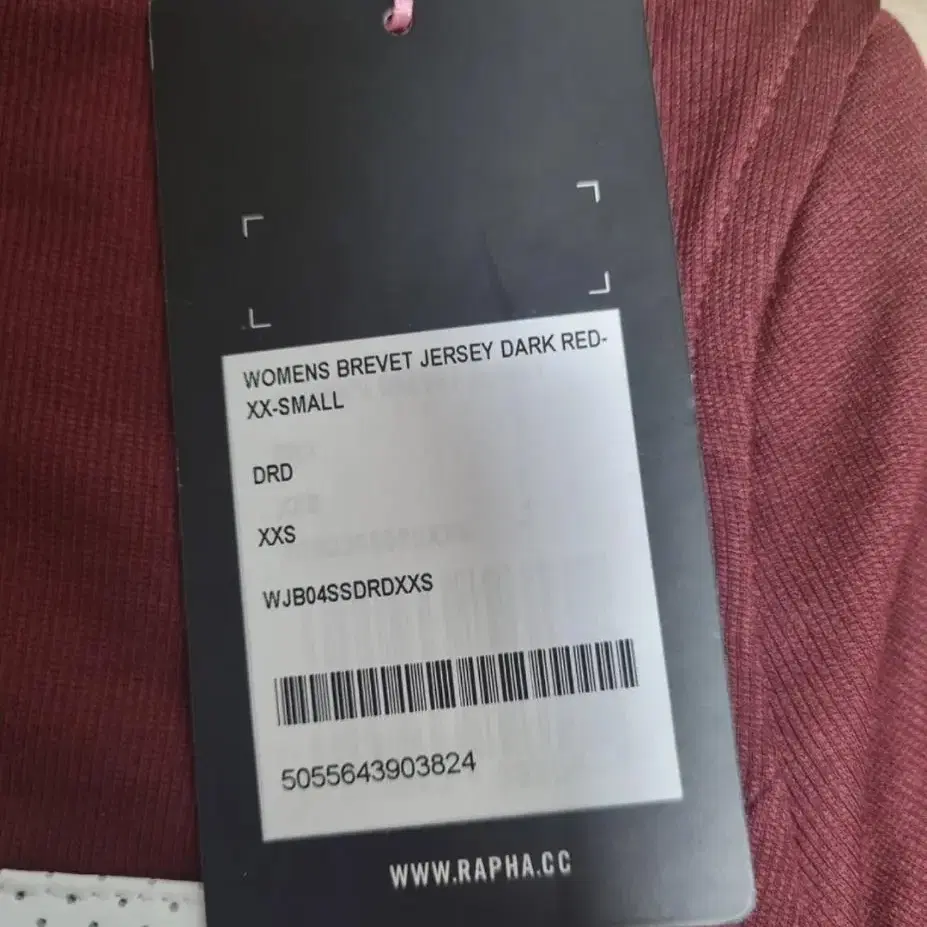 WOMENS BREVET JERSEY DARK RED-
XX-SMALL
DRD
XXS
WJB04SSDRDXXS
5055643903824
WWW.RAPHA.CC